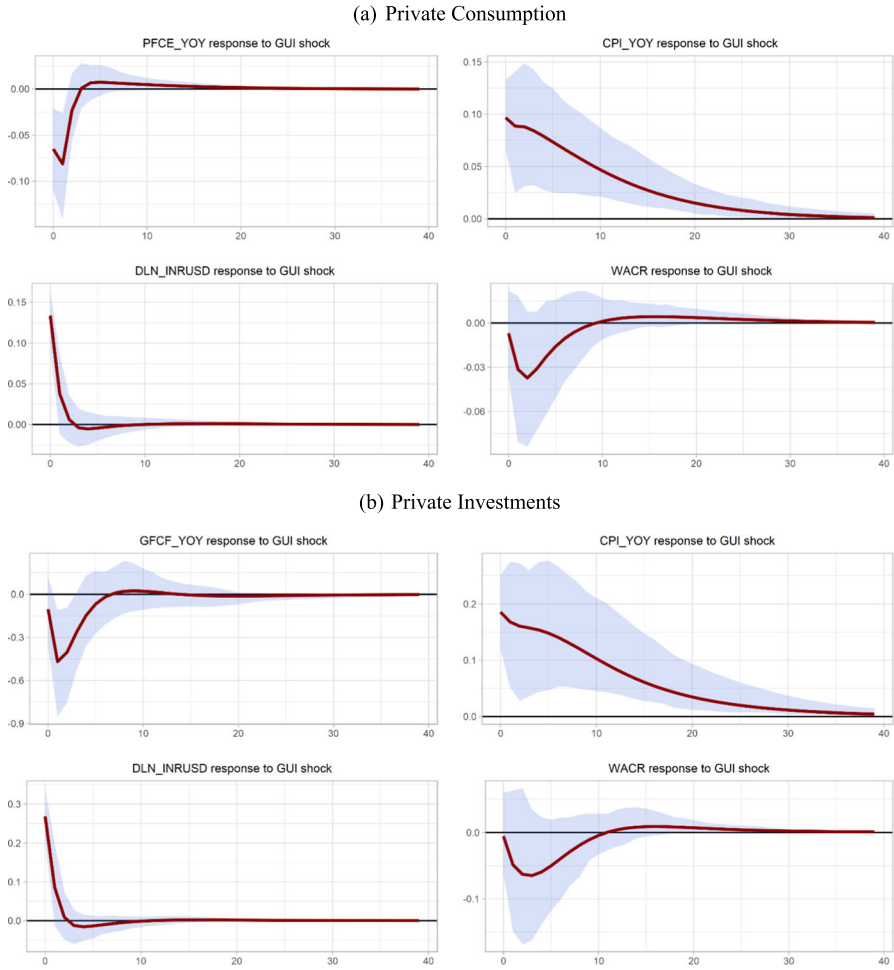 (a) Private Consumption
PFCE_YOY response to GUI shock
0.00
-0.05
-0.10
0 10 20 30 40
CPI_YOY response to GUI shock
0.15
0.10
0.05
0.00
0 10 20 30 40
DLN_INRUSD response to GUI shock
0.15
0.10
0.05
0.00
0 10 20 30 40
WACR response to GUI shock
0.00
-0.03
-0.06
0 10 20 30 40
(b) Private Investments
GFCF_YOY response to GUI shock
0.0
-0.3
-0.6
-0.9
0 10 20 30 40
CPI_YOY response to GUI shock
0.2
0.1
0.0
0 10 20 30 40
DLN_INRUSD response to GUI shock
0.3
0.2
0.1
0.0
0 10 20 30 40
WACR response to GUI shock
0.0
-0.1
0 10 20 30 40